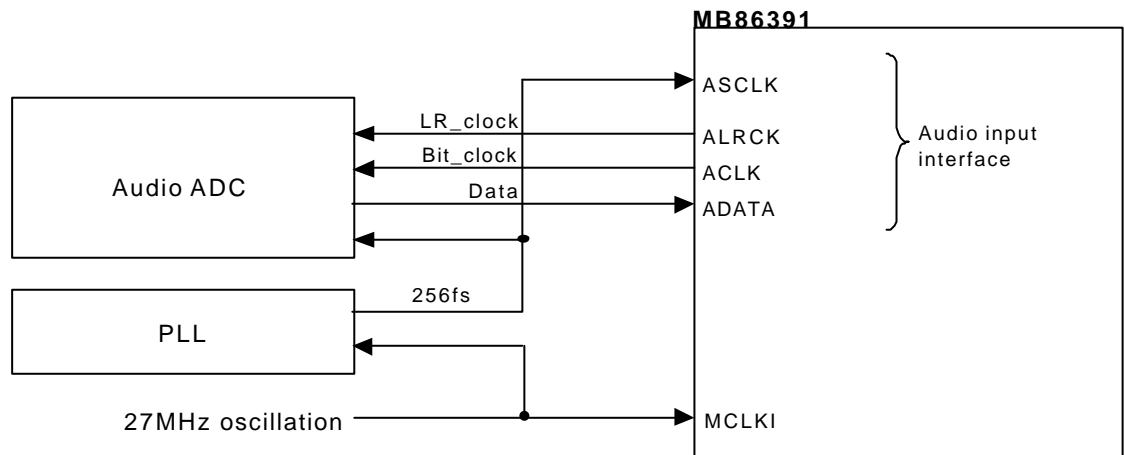 MB86391
ASCLK
LR_clock
ALRCK
Audio input
interface
Bit_clock
ACLK
Audio ADC
Data
ADATA
256fs
PLL
27MHz oscillation
MCLKI